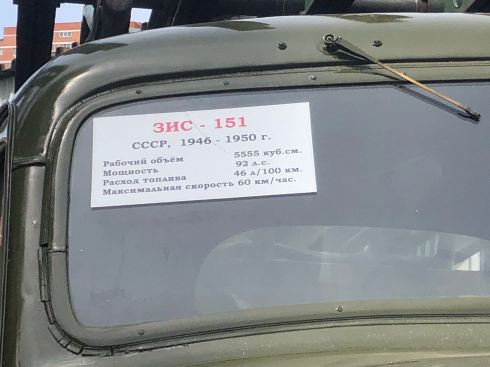 ЗИС - 151
СССР, 1946 - 1950 г.
Рабочий объём 5555 куб.см.
Мощность 92 л.с.
Расход топлива 46 л/100 км.
Максимальная скорость 60 км/час.